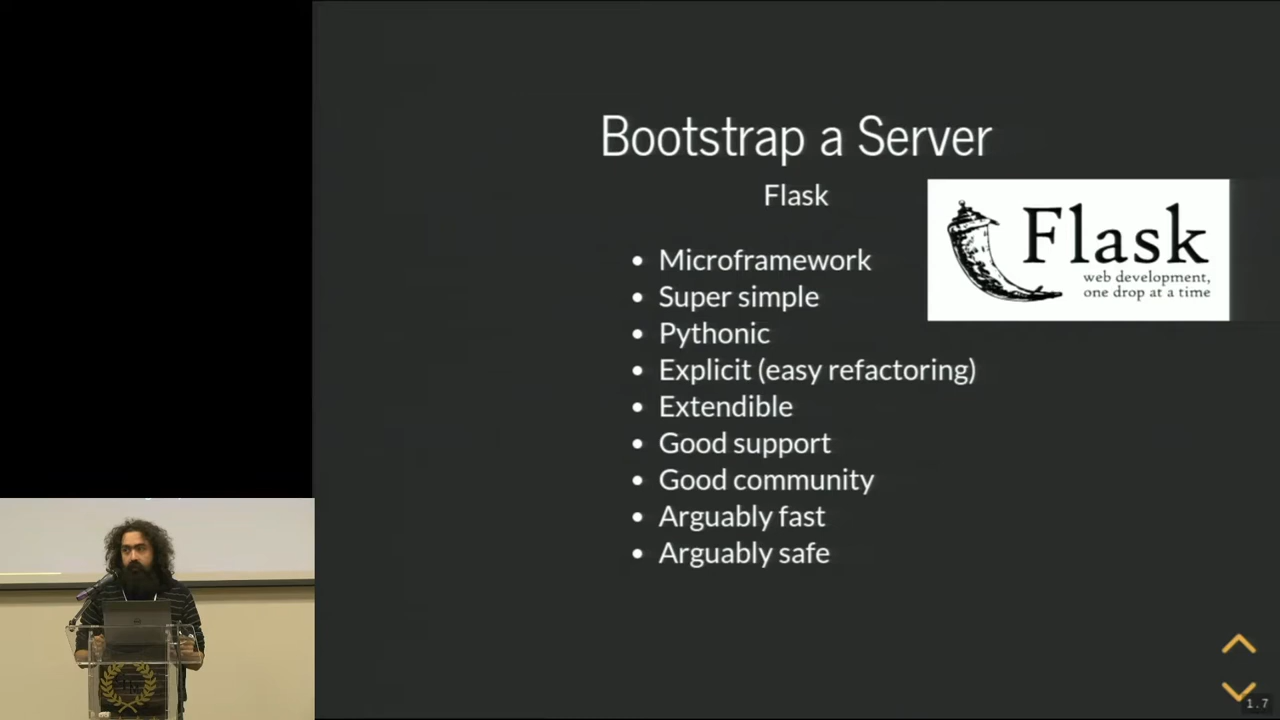 Bootstrap a Server
Flask
Flask
web development,
one drop at a time
Microframework
Super simple
Pythonic
Explicit (easy refactoring)
Extendible
Good support
Good community
Arguably fast
Arguably safe
1.7